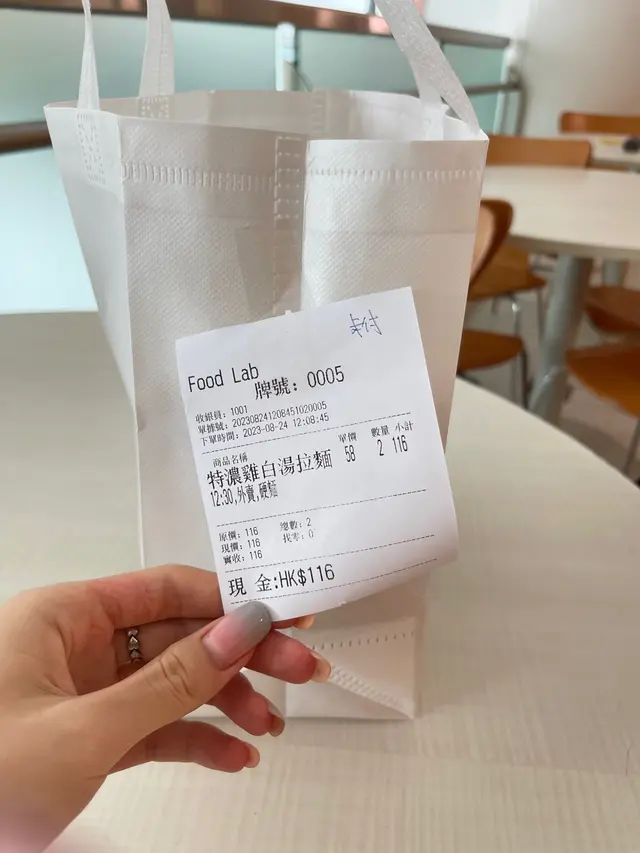 未付
Food Lab
牌號: 0005
收銀員: 1001
單據號: 202308241208451020005
下單時間: 2023-08-24 12:08:45
商品名稱 單價 數量 小計
特濃雞白湯拉麵 58 2 116
12:30,外賣,硬麵
原價: 116 總數: 2
現價: 116 找零: 0
實收: 116
現 金:HK$116